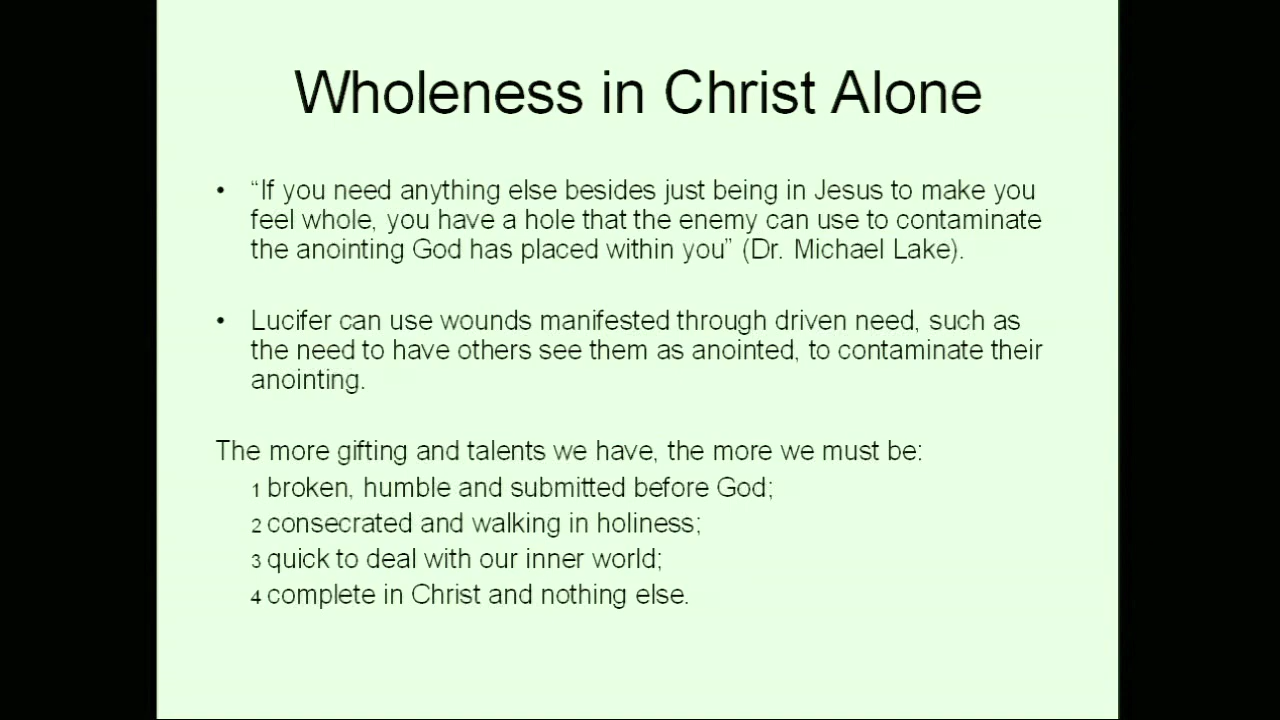 Wholeness in Christ Alone
• “If you need anything else besides just being in Jesus to make you
feel whole, you have a hole that the enemy can use to contaminate
the anointing God has placed within you” (Dr. Michael Lake).
• Lucifer can use wounds manifested through driven need, such as
the need to have others see them as anointed, to contaminate their
anointing.
The more gifting and talents we have, the more we must be:
1 broken, humble and submitted before God;
2 consecrated and walking in holiness;
3 quick to deal with our inner world;
4 complete in Christ and nothing else.